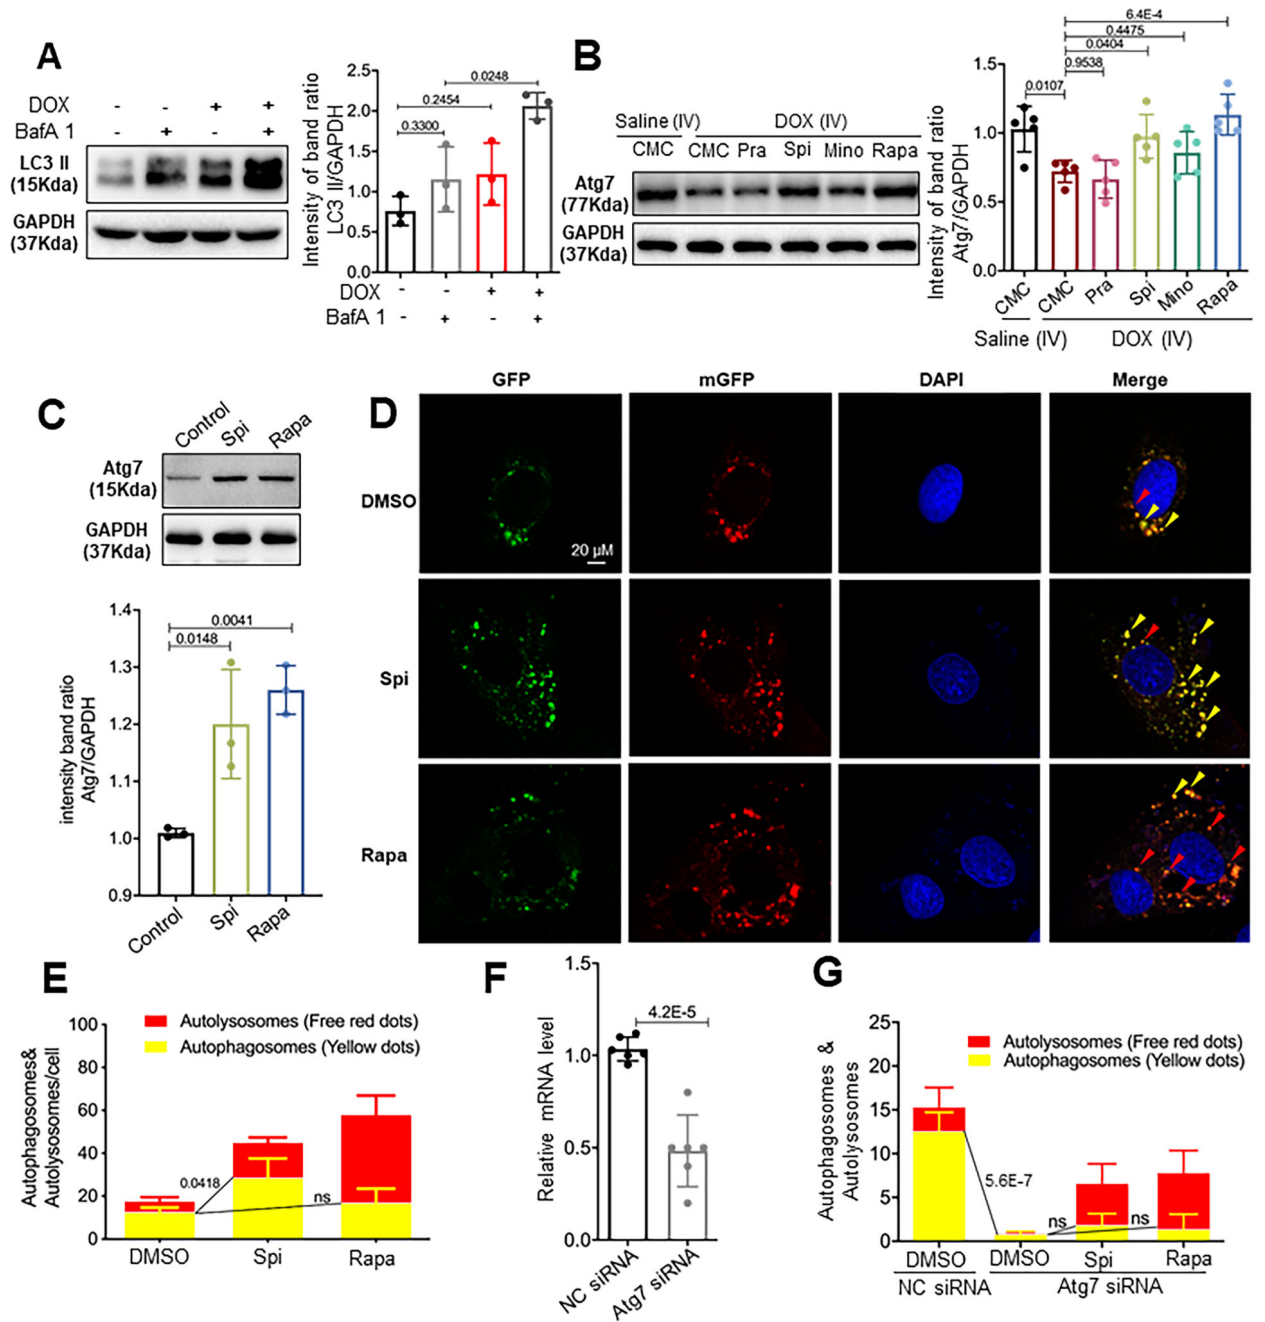 A
DOX - - + +
BafA 1 - + - +
LC3 II
(15Kda)
GAPDH
(37Kda)
Intensity of band ratio
LC3 II/GAPDH
2.5
2.0
1.5
1.0
0.5
0.0
0.0248
0.2454
0.3300
DOX - - + +
BafA 1 - + - +
B
Saline (IV) DOX (IV)
CMC CMC Pra Spi Mino Rapa
Atg7
(77Kda)
GAPDH
(37Kda)
Intensity of band ratio
Atg7/GAPDH
1.5
1.0
0.5
0.0
6.4E-4
0.4475
0.0404
0.9538
0.0107
CMC CMC Pra Spi Mino Rapa
Saline (IV) DOX (IV)
C
Control Spi Rapa
Atg7
(15Kda)
GAPDH
(37Kda)
intensity band ratio
Atg7/GAPDH
1.4
1.3
1.2
1.1
1.0
0.9
0.0041
0.0148
Control Spi Rapa
D
GFP mGFP DAPI Merge
DMSO
20 μM
Spi
Rapa
E
Autophagosomes&
Autolysosomes/cell
Autolysosomes (Free red dots)
Autophagosomes (Yellow dots)
100
80
60
40
20
0
0.0418
ns
DMSO Spi Rapa
F
Relative mRNA level
1.5
1.0
0.5
0.0
4.2E-5
NC siRNA Atg7 siRNA
G
Autophagosomes &
Autolysosomes
Autolysosomes (Free red dots)
Autophagosomes (Yellow dots)
25
20
15
10
5
0
5.6E-7
ns ns
DMSO DMSO Spi Rapa
NC siRNA Atg7 siRNA